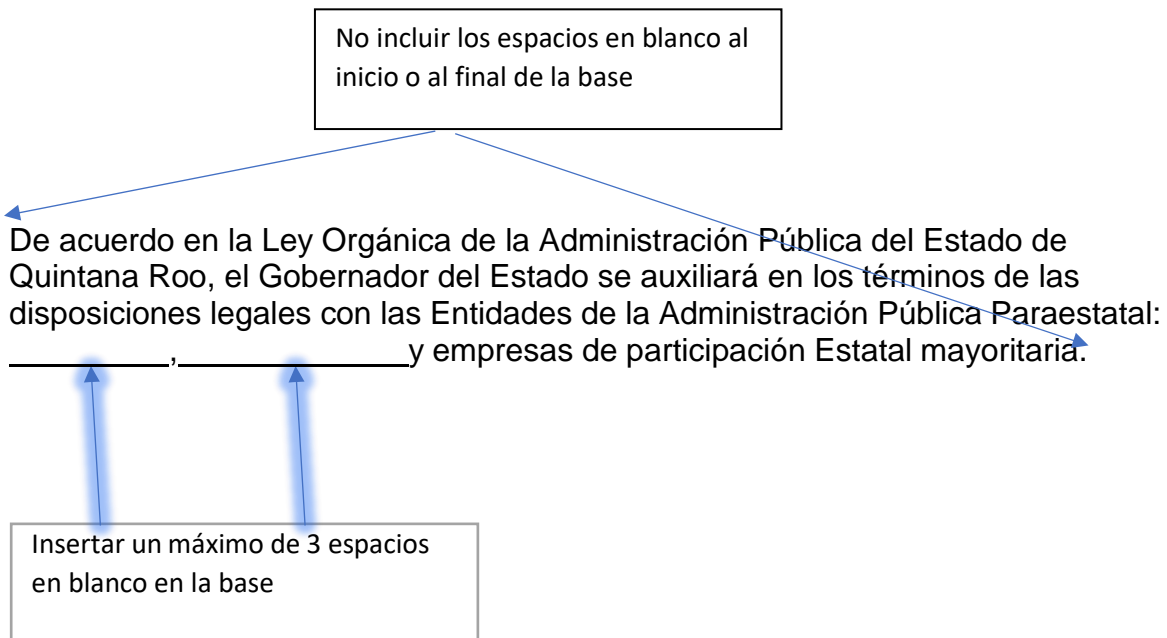 No incluir los espacios en blanco al
inicio o al final de la base
De acuerdo en la Ley Orgánica de la Administración Pública del Estado de
Quintana Roo, el Gobernador del Estado se auxiliará en los términos de las
disposiciones legales con las Entidades de la Administración Pública Paraestatal:
_________,_____________y empresas de participación Estatal mayoritaria.
Insertar un máximo de 3 espacios
en blanco en la base